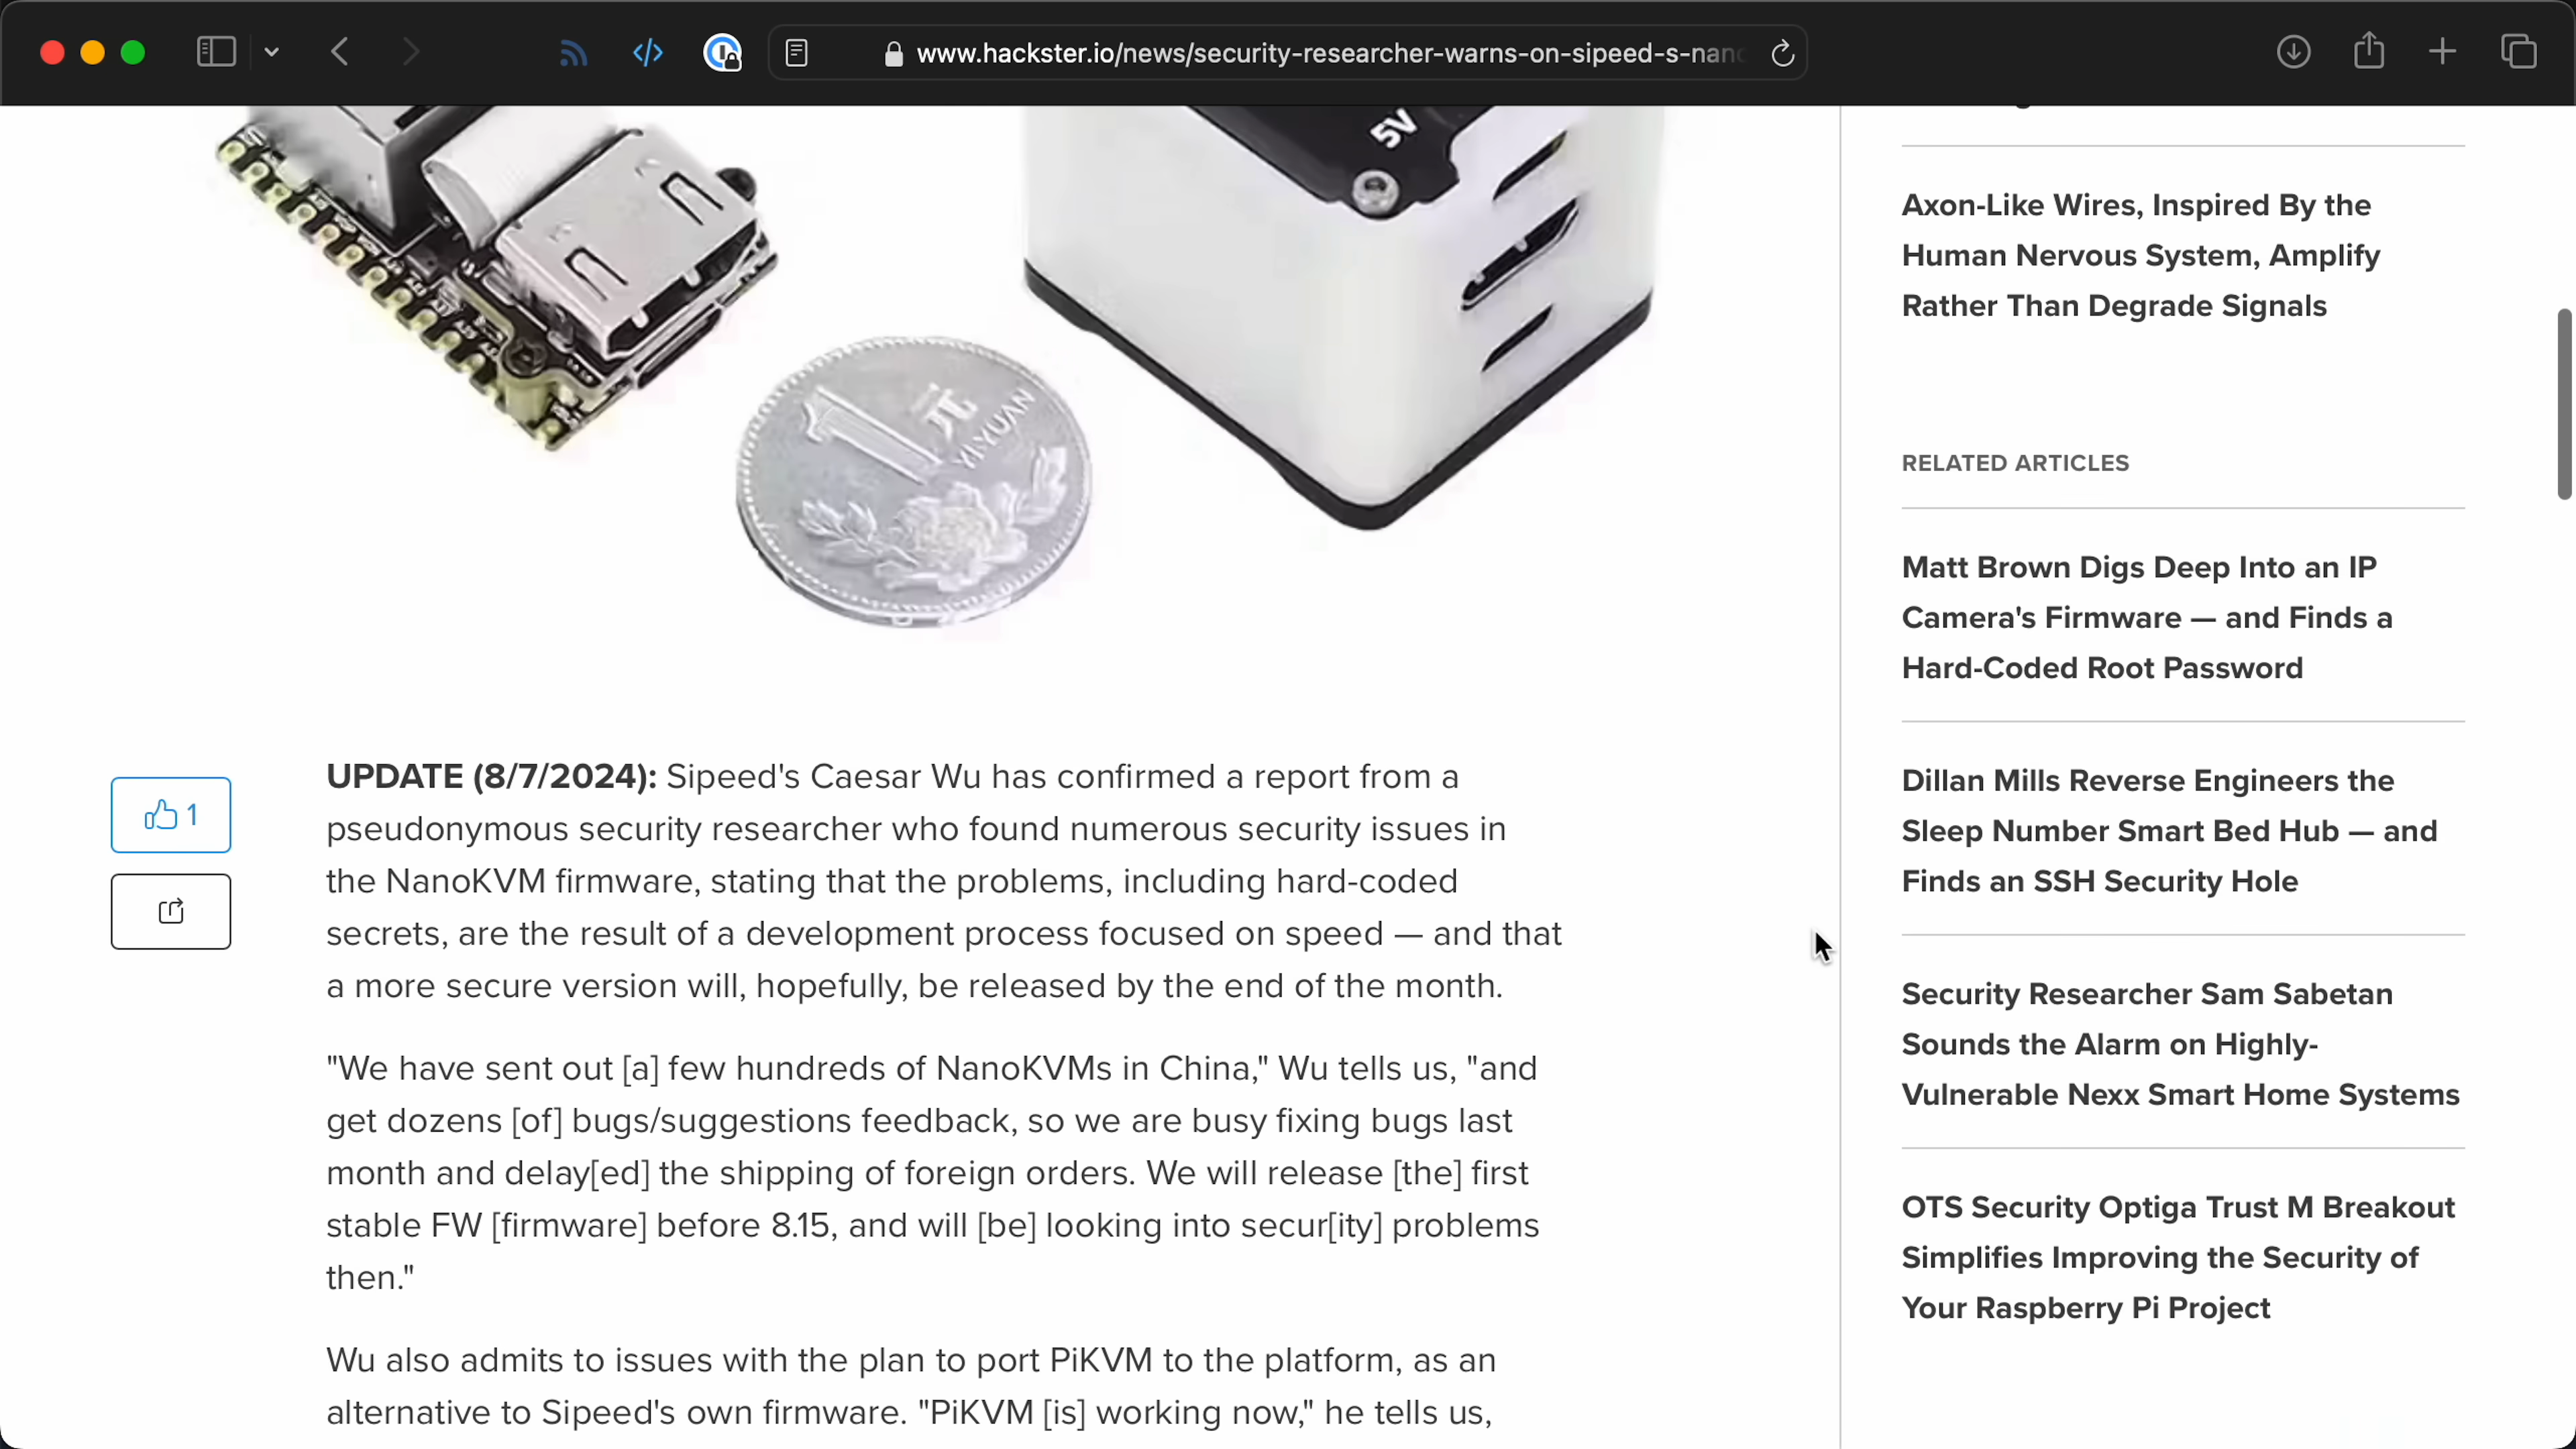 www.hackster.io/news/security-researcher-warns-on-sipeed-s-nano
5V
1元
YI YUAN
1
UPDATE (8/7/2024): Sipeed's Caesar Wu has confirmed a report from a
pseudonymous security researcher who found numerous security issues in
the NanoKVM firmware, stating that the problems, including hard-coded
secrets, are the result of a development process focused on speed — and that
a more secure version will, hopefully, be released by the end of the month.
"We have sent out [a] few hundreds of NanoKVMs in China," Wu tells us, "and
get dozens [of] bugs/suggestions feedback, so we are busy fixing bugs last
month and delay[ed] the shipping of foreign orders. We will release [the] first
stable FW [firmware] before 8.15, and will [be] looking into secur[ity] problems
then."
Wu also admits to issues with the plan to port PiKVM to the platform, as an
alternative to Sipeed's own firmware. "PiKVM [is] working now," he tells us,
Axon-Like Wires, Inspired By the
Human Nervous System, Amplify
Rather Than Degrade Signals
RELATED ARTICLES
Matt Brown Digs Deep Into an IP
Camera's Firmware — and Finds a
Hard-Coded Root Password
Dillan Mills Reverse Engineers the
Sleep Number Smart Bed Hub — and
Finds an SSH Security Hole
Security Researcher Sam Sabetan
Sounds the Alarm on Highly-
Vulnerable Nexx Smart Home Systems
OTS Security Optiga Trust M Breakout
Simplifies Improving the Security of
Your Raspberry Pi Project